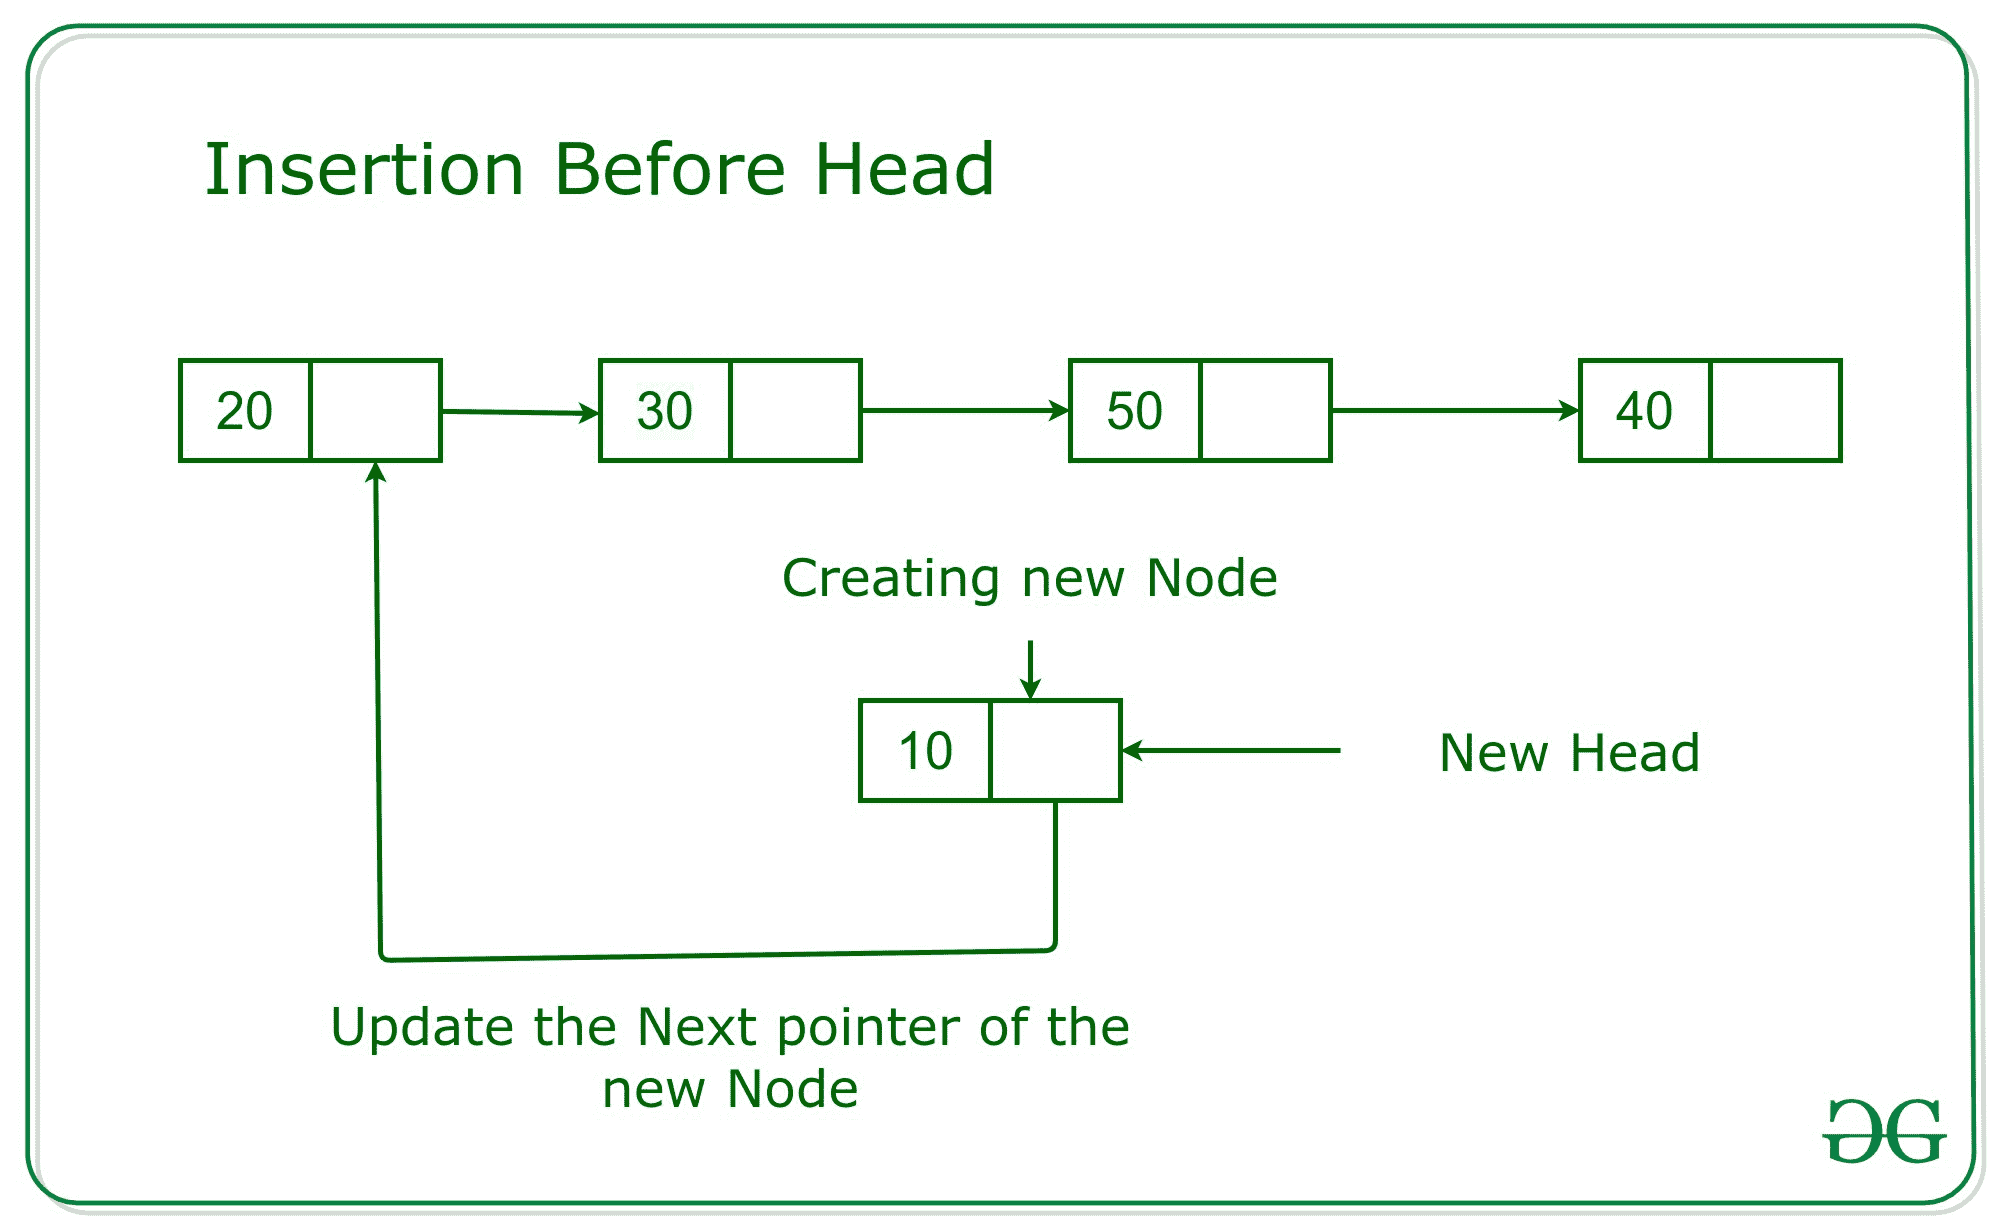 Insertion Before Head
20 30 50 40
Creating new Node
10 New Head
Update the Next pointer of the
new Node